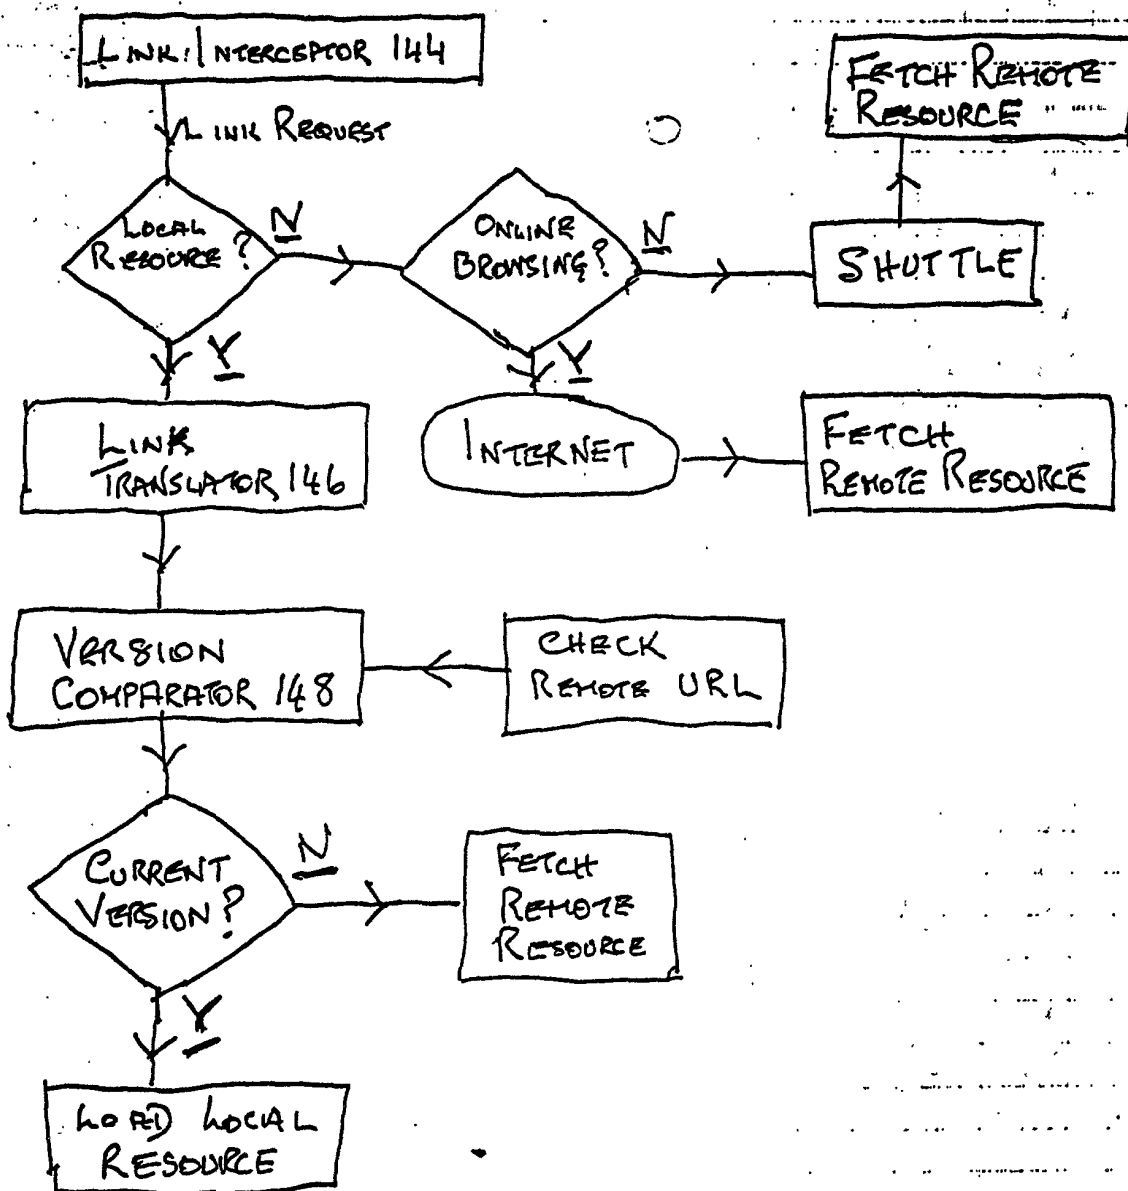 LINK INTERCEPTOR 144
FETCH REMOTE
RESOURCE
LINK REQUEST
LOCAL
RESOURCE?
N
ONLINE
BROWSING?
N
SHUTTLE
Y
Y
LINK
TRANSLATOR 146
INTERNET
FETCH
REMOTE RESOURCE
VERSION
COMPARATOR 148
CHECK
REMOTE URL
CURRENT
VERSION?
N
FETCH
REMOTE
RESOURCE
Y
LOAD LOCAL
RESOURCE